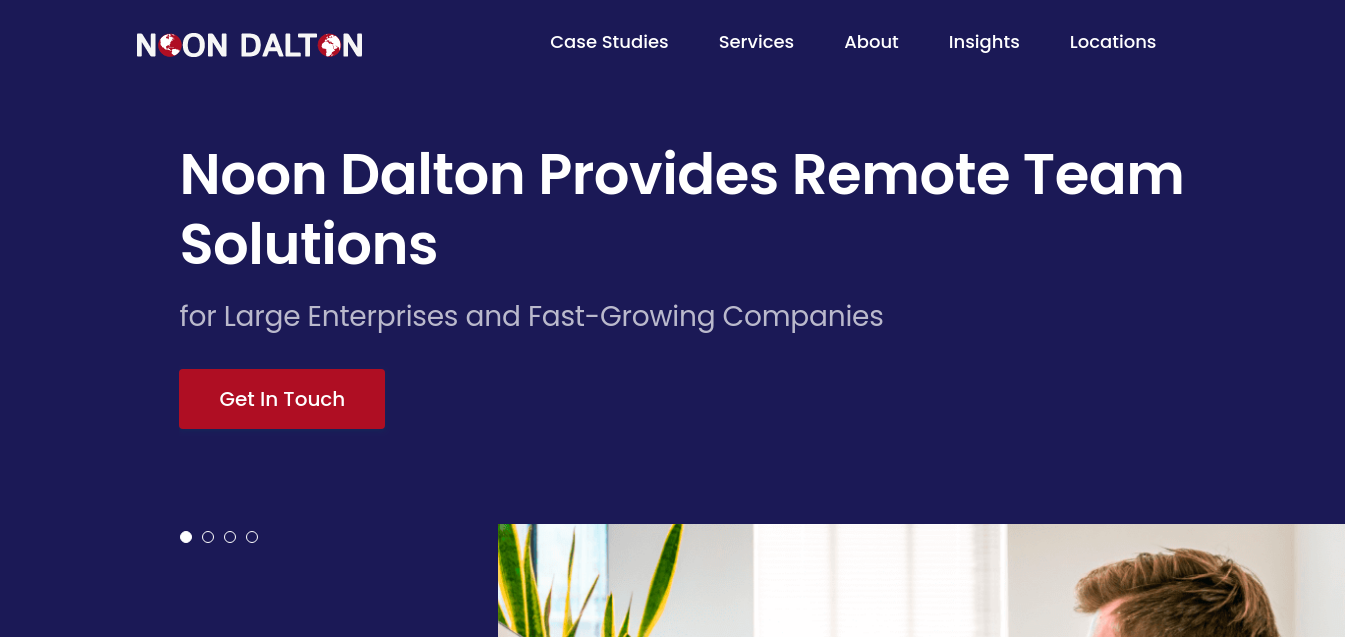 NOON DALTON
Case Studies
Services
About
Insights
Locations
Noon Dalton Provides Remote Team
Solutions
for Large Enterprises and Fast-Growing Companies
Get In Touch